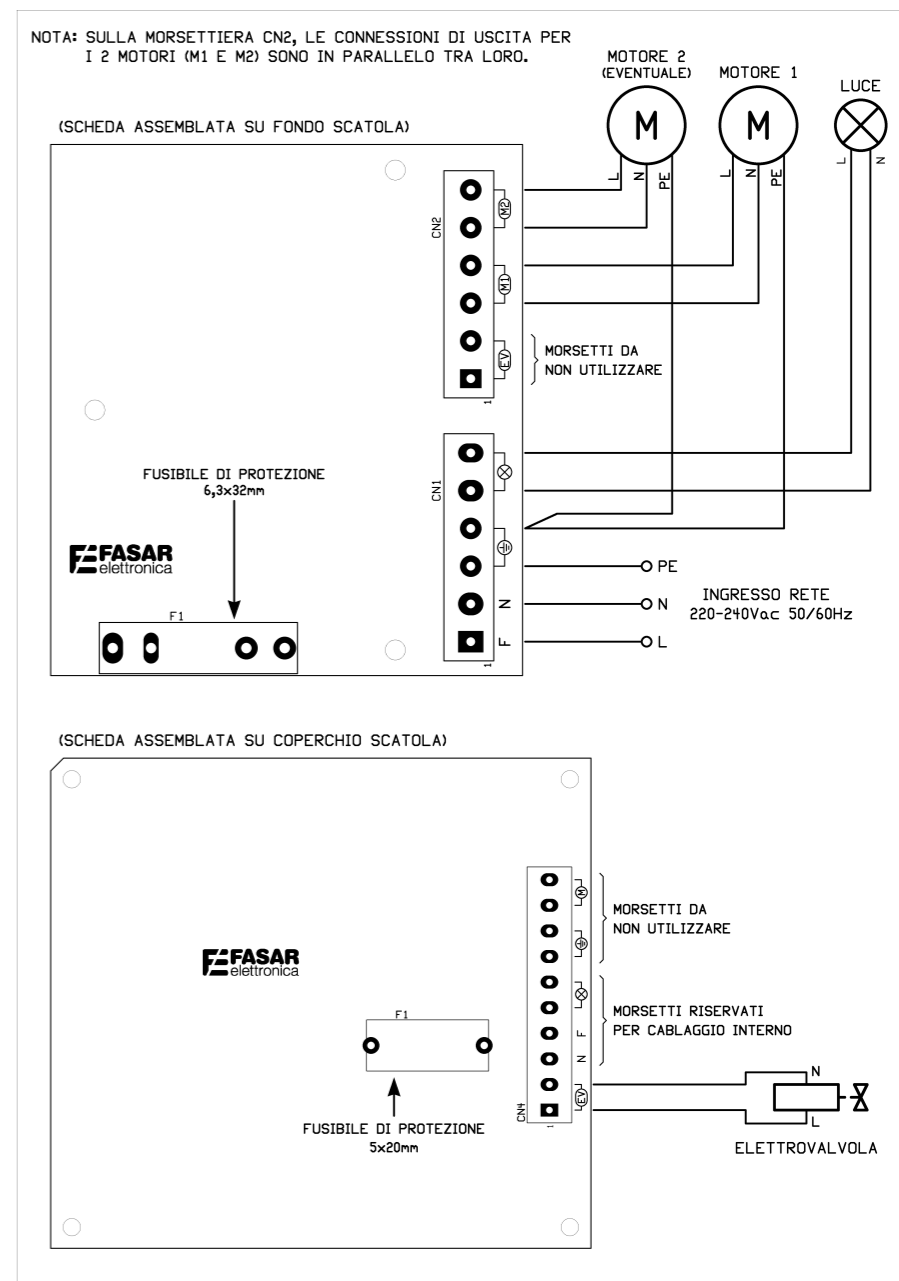 NOTA: SULLA MORSETTIERA CN2, LE CONNESSIONI DI USCITA PER
I 2 MOTORI (M1 E M2) SONO IN PARALLELO TRA LORO.
MOTORE 2
(EVENTUALE)
MOTORE 1
LUCE
M
M
L
N
PE
L
N
PE
L
N
(SCHEDA ASSEMBLATA SU FONDO SCATOLA)
CN2
M2
M1
EV
1
MORSETTI DA
NON UTILIZZARE
FUSIBILE DI PROTEZIONE
6,3x32mm
CN1
FASAR
elettronica
F1
N
F
1
PE
N
L
INGRESSO RETE
220-240Vac 50/60Hz
(SCHEDA ASSEMBLATA SU COPERCHIO SCATOLA)
M
MORSETTI DA
NON UTILIZZARE
FASAR
elettronica
F1
F
N
MORSETTI RISERVATI
PER CABLAGGIO INTERNO
EV
CN4
1
N
L
FUSIBILE DI PROTEZIONE
5x20mm
ELETTROVALVOLA